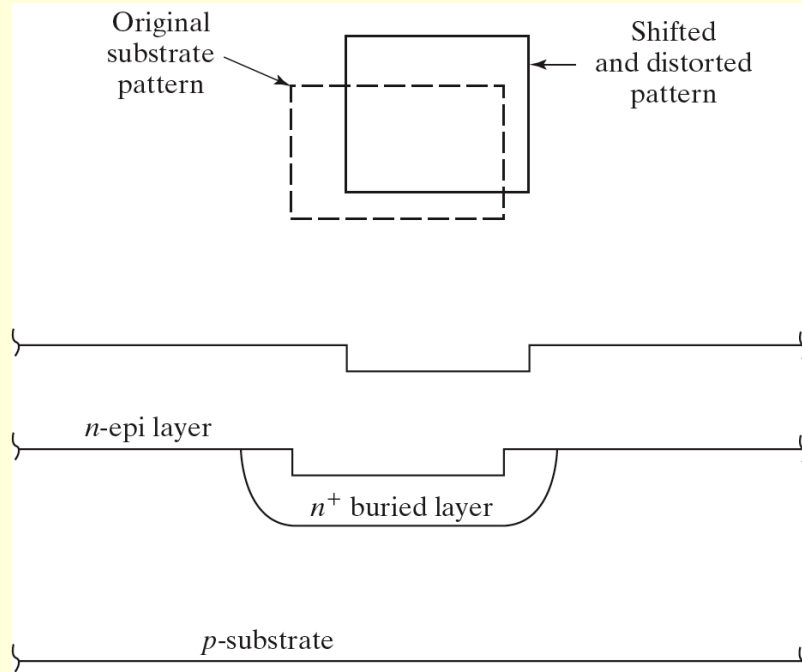 Original
substrate
pattern
Shifted
and distorted
pattern
n-epi layer
n+ buried layer
p-substrate